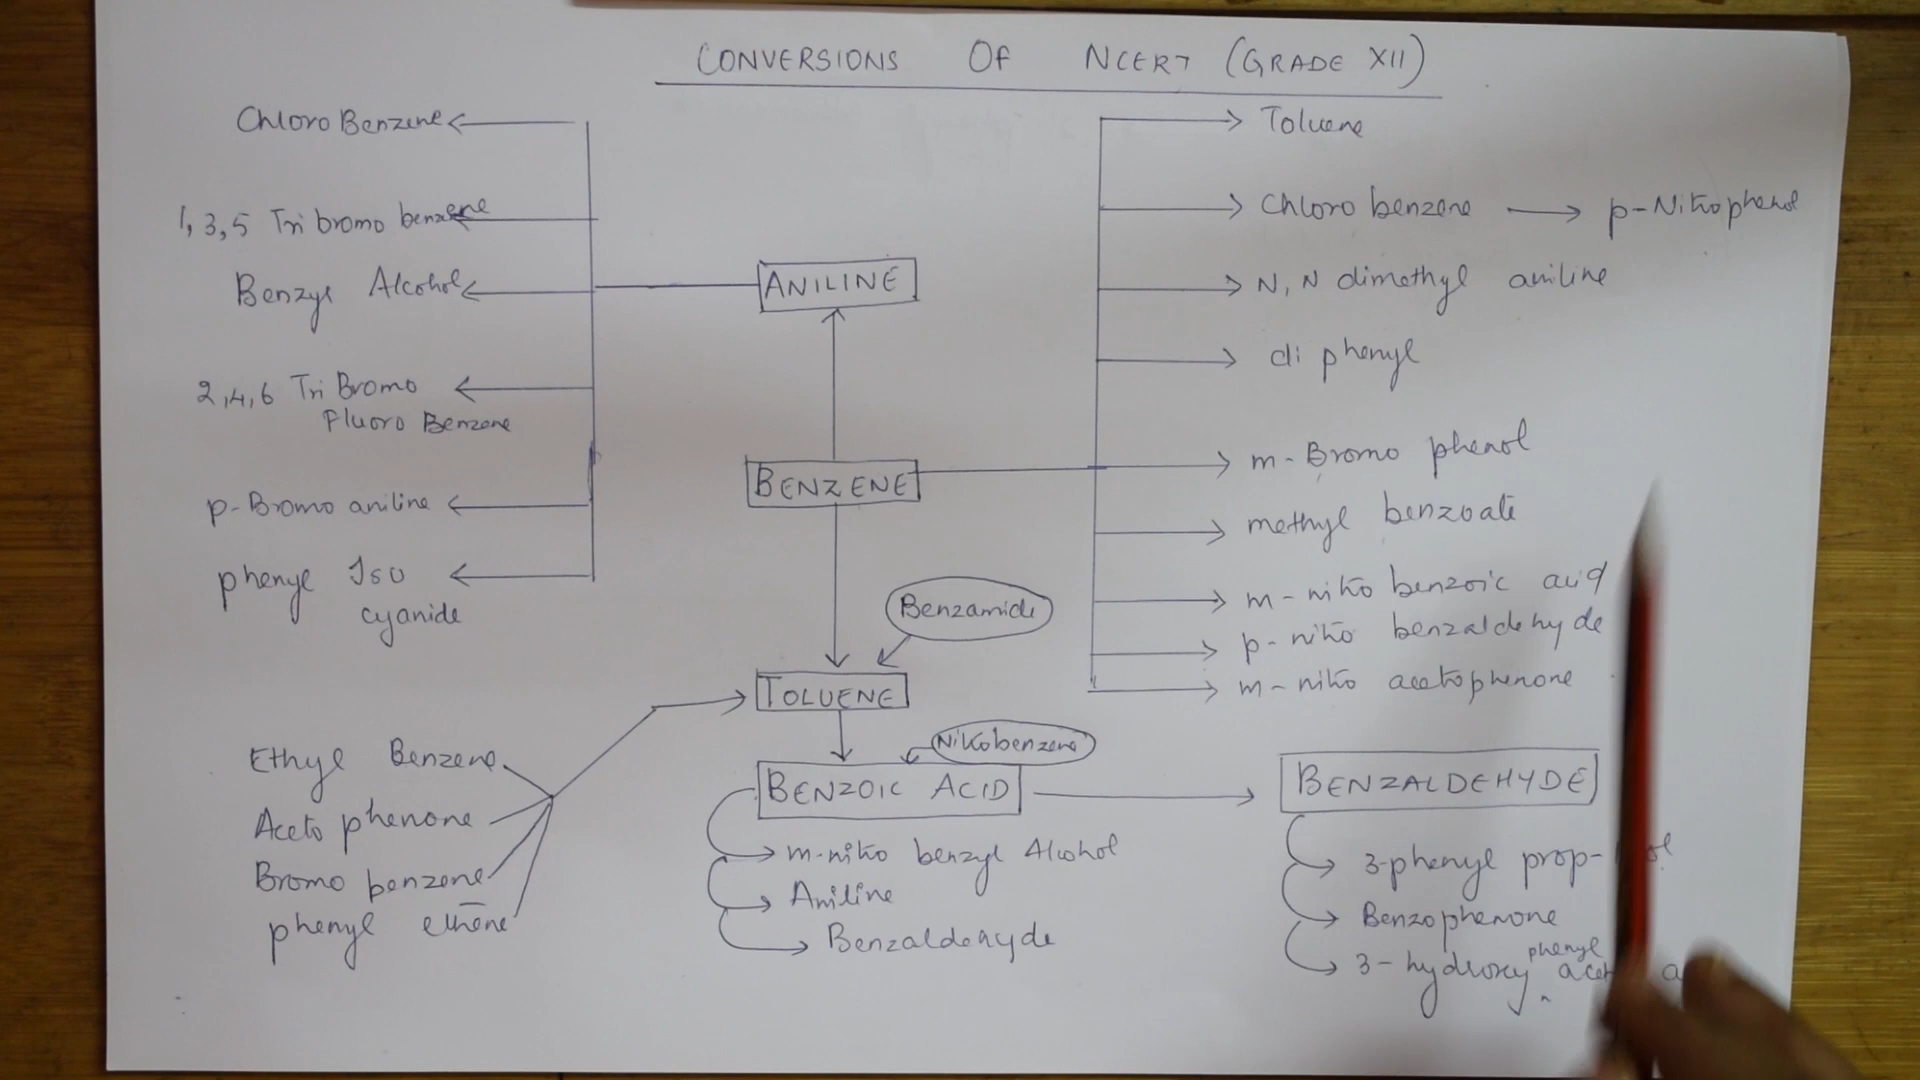 CONVERSIONS OF NCERT (GRADE XII)
Chloro Benzene
1, 3, 5 Tri bromo benzene
Benzyl Alcohol
2,4,6 Tri Bromo
Fluoro Benzene
p-Bromo aniline
phenyl Iso
cyanide
ANILINE
BENZENE
Benzamide
TOLUENE
Nitrobenzene
BENZOIC ACID
m-nitro benzyl Alcohol
Aniline
Benzaldehyde
Ethyl Benzene
Aceto phenone
Bromo benzene
phenyl ethene
Toluene
Chloro benzene → p-Nitrophenol
N, N dimethyl aniline
di phenyl
m-Bromo phenol
methyl benzoate
m-nitro benzoic acid
p-nitro benzaldehyde
m-nitro acetophenone
BENZALDEHYDE
3-phenyl prop-
Benzophenone
phenyl
3-hydroxy